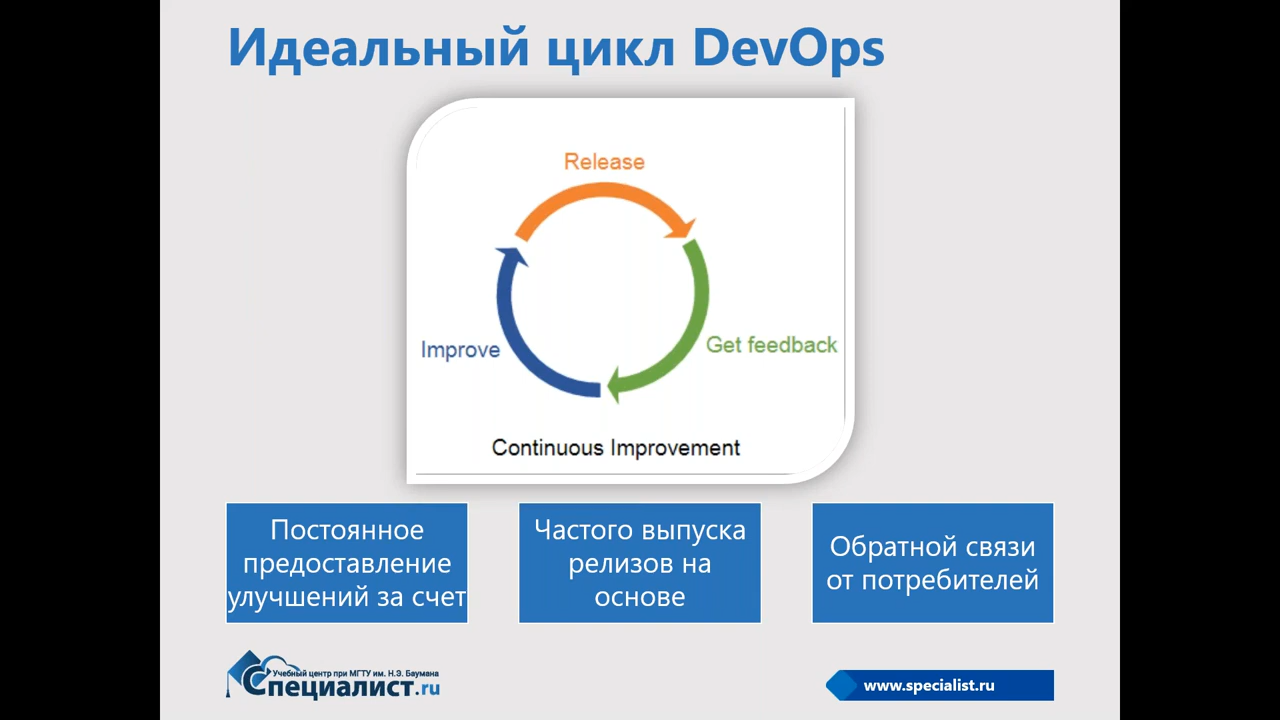 Идеальный цикл DevOps
Release
Improve
Get feedback
Continuous Improvement
Постоянное
предоставление
улучшений за счет
Частого выпуска
релизов на
основе
Обратной связи
от потребителей
Учебный центр при МГТУ им. Н.Э. Баумана
Специалист.ru
www.specialist.ru